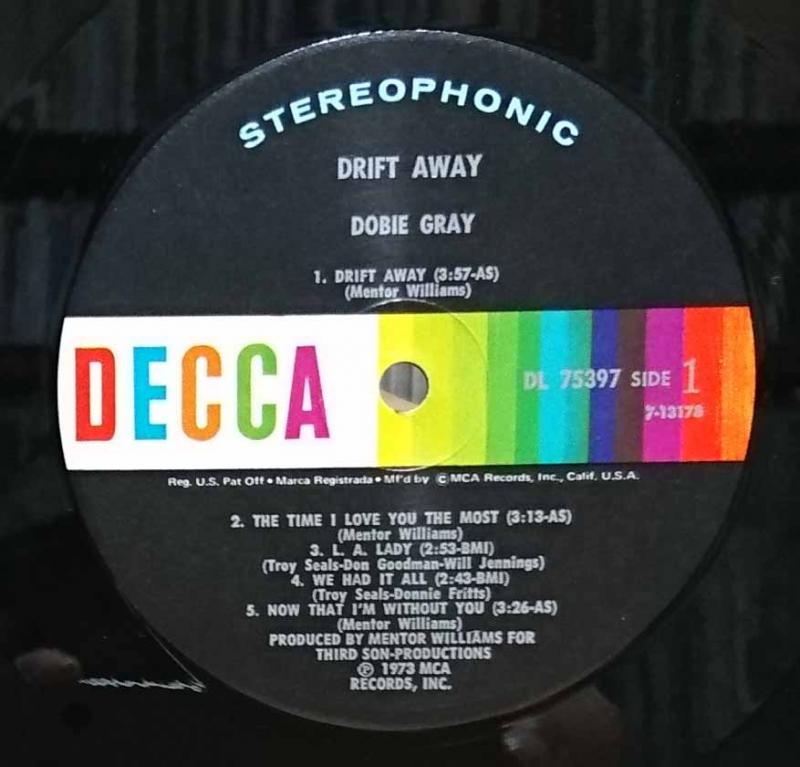 STEREOPHONIC
DRIFT AWAY
DOBIE GRAY
1. DRIFT AWAY (3:57-AS)
(Mentor Williams)
DECCA
DL 75397 SIDE 1
7-13178
Reg. U.S. Pat Off • Marca Registrada • Mf'd by ©MCA Records, Inc., Calif. U.S.A.
2. THE TIME I LOVE YOU THE MOST (3:13-AS)
(Mentor Williams)
3. L. A. LADY (2:53-BMI)
(Troy Seals-Don Goodman-Will Jennings)
4. WE HAD IT ALL (2:43-BMI)
(Troy Seals-Donnie Fritts)
5. NOW THAT I'M WITHOUT YOU (3:26-AS)
(Mentor Williams)
PRODUCED BY MENTOR WILLIAMS FOR
THIRD SON-PRODUCTIONS
℗ 1973 MCA
RECORDS, INC.